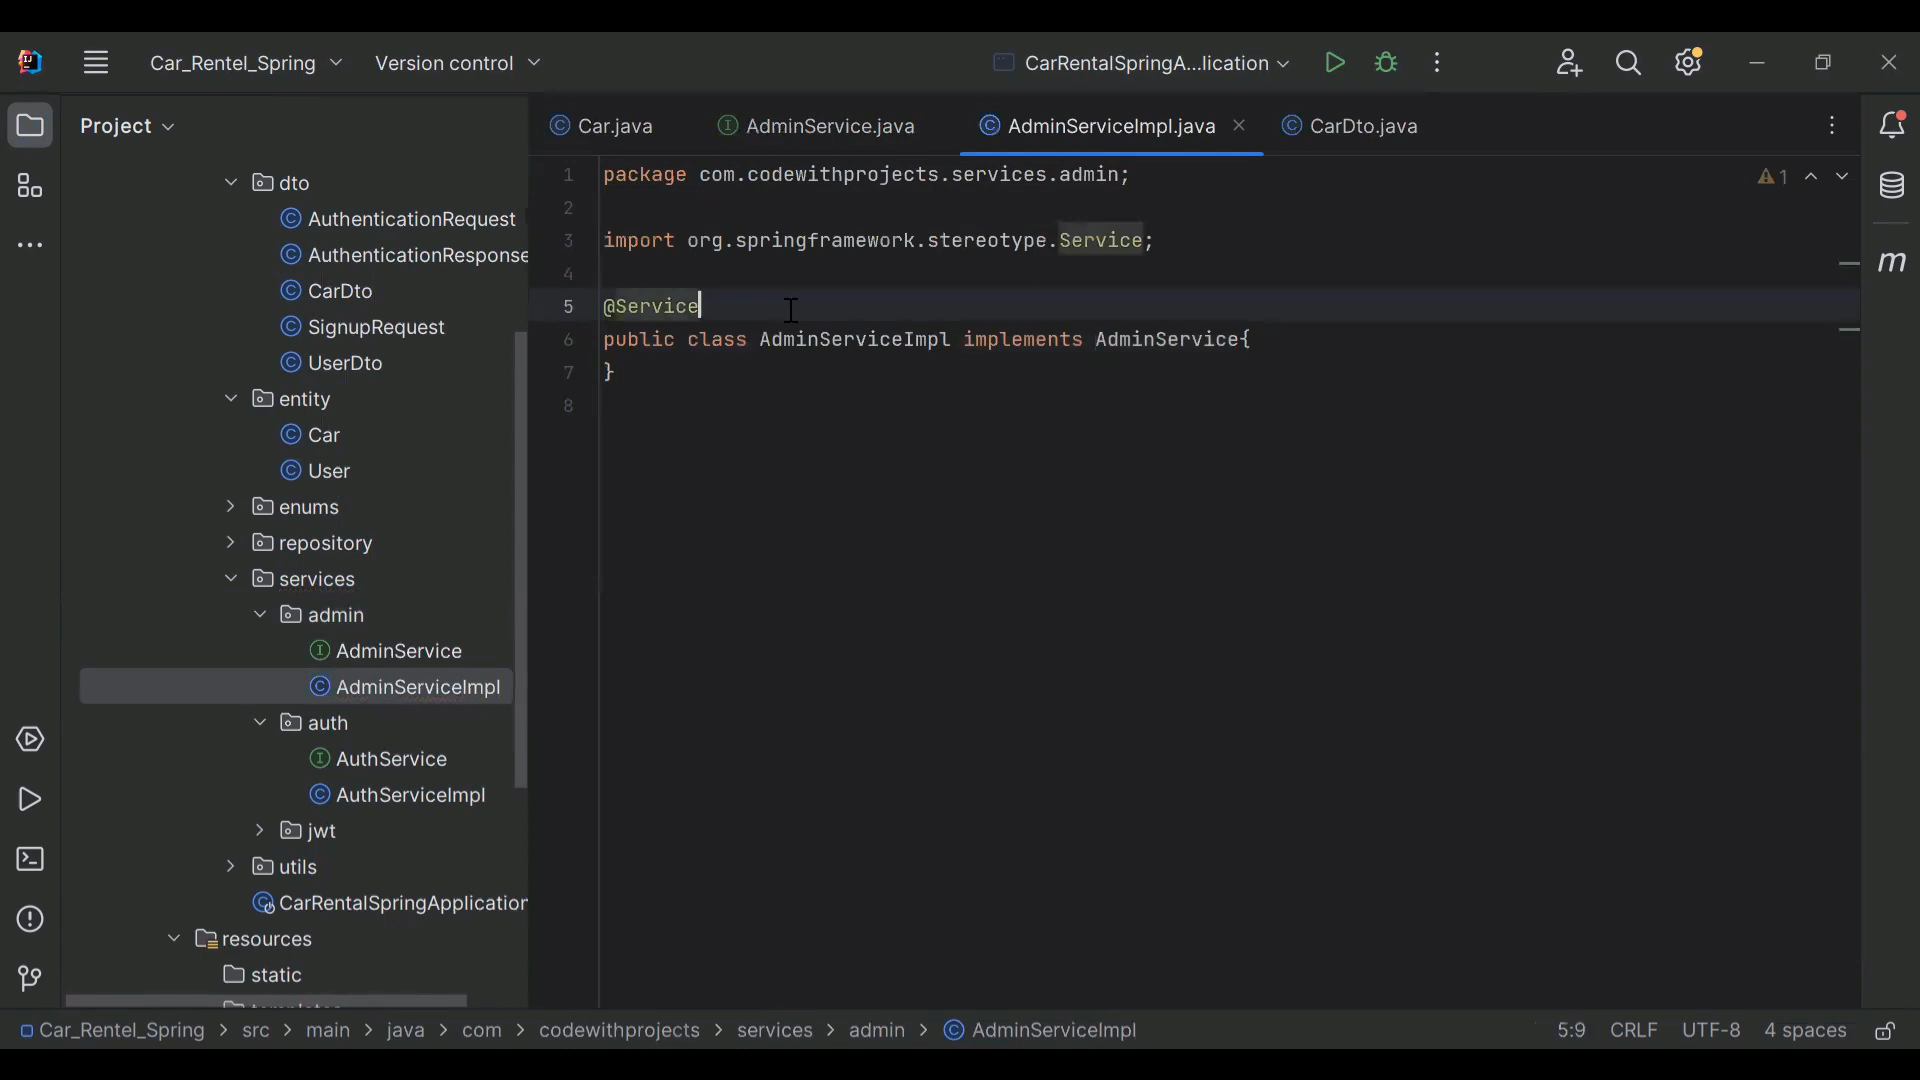 Car_Rentel_Spring
Version control
CarRentalSpringA...lication
Project
Car.java
AdminService.java
AdminServiceImpl.java
CarDto.java
dto
AuthenticationRequest
AuthenticationResponse
CarDto
SignupRequest
UserDto
entity
Car
User
enums
repository
services
admin
AdminService
AdminServiceImpl
auth
AuthService
AuthServiceImpl
jwt
utils
CarRentalSpringApplication
resources
static
templates
1 package com.codewithprojects.services.admin;
2
3 import org.springframework.stereotype.Service;
4
5 @Service
6 public class AdminServiceImpl implements AdminService{
7 }
8
1
m
Car_Rentel_Spring > src > main > java > com > codewithprojects > services > admin > AdminServiceImpl
5:9 CRLF UTF-8 4 spaces